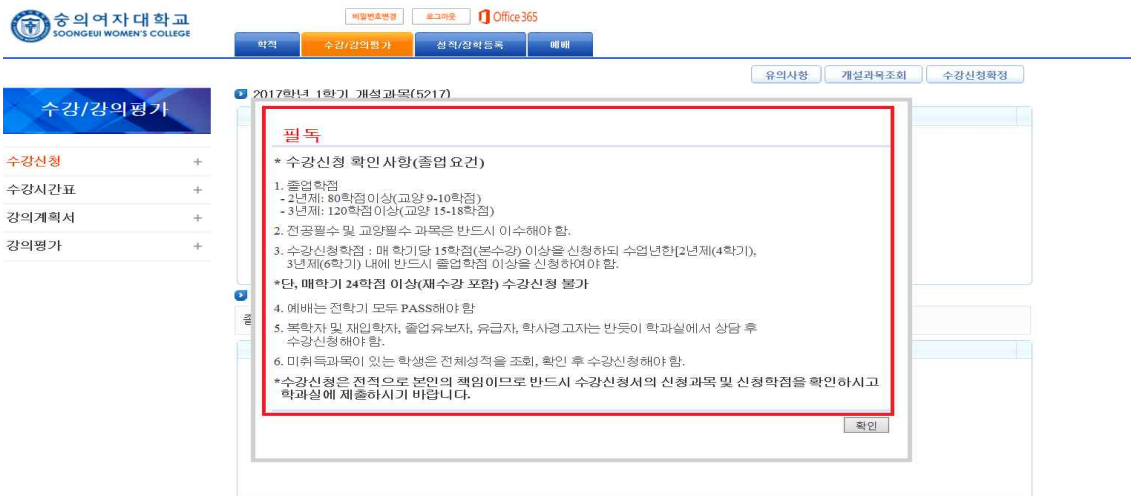 숭의여자대학교
SOONGEUI WOMEN'S COLLEGE
비밀번호변경
로그아웃
Office 365
학적
수강/강의평가
성적/장학등록
예배
유의사항
개설과목조회
수강신청확정
수강/강의평가
수강신청
수강시간표
강의계획서
강의평가
2017학년 1학기 개설과목(5217)
필독
* 수강신청 확인사항(졸업요건)
1. 졸업학점
- 2년제: 80학점이상(교양 9-10학점)
- 3년제: 120학점이상(교양 15-18학점)
2. 전공필수 및 교양필수 과목은 반드시 이수해야 함.
3. 수강신청학점 : 매 학기당 15학점(본수강) 이상을 신청하되 수업년한[2년제(4학기),
3년제(6학기) 내에 반드시 졸업학점 이상을 신청하여야 함.
*단, 매학기 24학점 이상(재수강 포함) 수강신청 불가
4. 예배는 전학기 모두 PASS해야 함
5. 복학자 및 재입학자, 졸업유보자, 유급자, 학사경고자는 반듯이 학과실에서 상담 후
수강신청해야 함.
6. 미취득과목이 있는 학생은 전체성적을 조회, 확인 후 수강신청해야 함.
*수강신청은 전적으로 본인의 책임이므로 반드시 수강신청서의 신청과목 및 신청학점을 확인하시고
학과실에 제출하시기 바랍니다.
확인